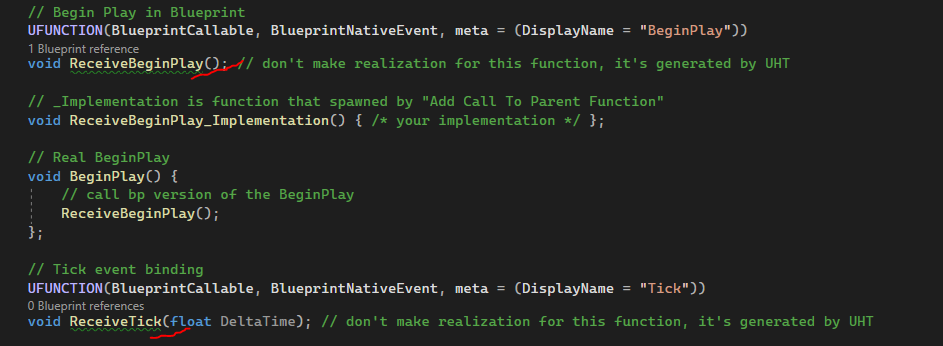 // Begin Play in Blueprint
UFUNCTION(BlueprintCallable, BlueprintNativeEvent, meta = (DisplayName = "BeginPlay"))
1 Blueprint reference
void ReceiveBeginPlay(); // don't make realization for this function, it's generated by UHT
// _Implementation is function that spawned by "Add Call To Parent Function"
void ReceiveBeginPlay_Implementation() { /* your implementation */ };
// Real BeginPlay
void BeginPlay() {
// call bp version of the BeginPlay
ReceiveBeginPlay();
};
// Tick event binding
UFUNCTION(BlueprintCallable, BlueprintNativeEvent, meta = (DisplayName = "Tick"))
0 Blueprint references
void ReceiveTick(float DeltaTime); // don't make realization for this function, it's generated by UHT